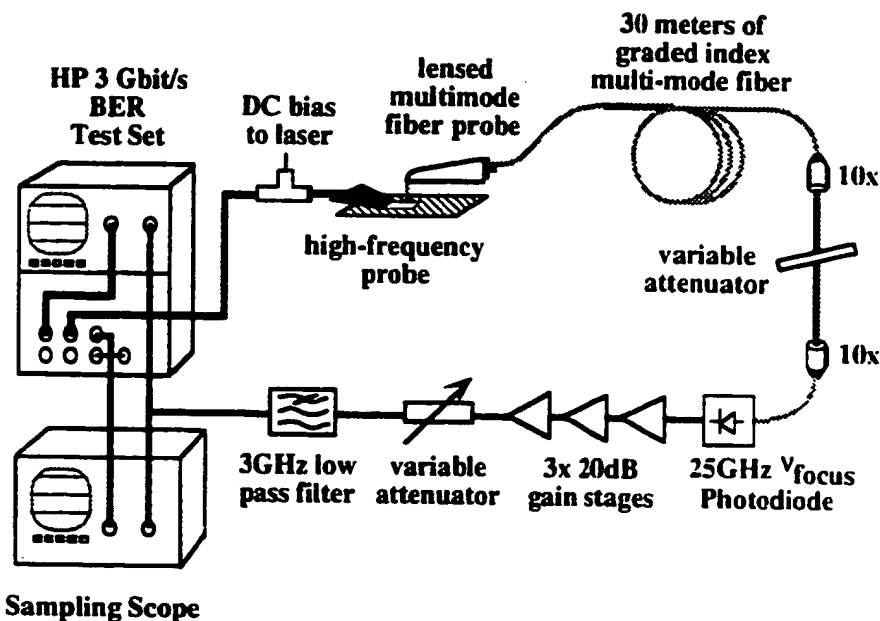 30 meters of
graded index
multi-mode fiber
HP 3 Gbit/s
BER
Test Set
lensed
multimode
fiber probe
DC bias
to laser
10x
high-frequency
probe
variable
attenuator
10x
3GHz low
pass filter
variable
attenuator
3x 20dB
gain stages
25GHz Vfocus
Photodiode
Sampling Scope